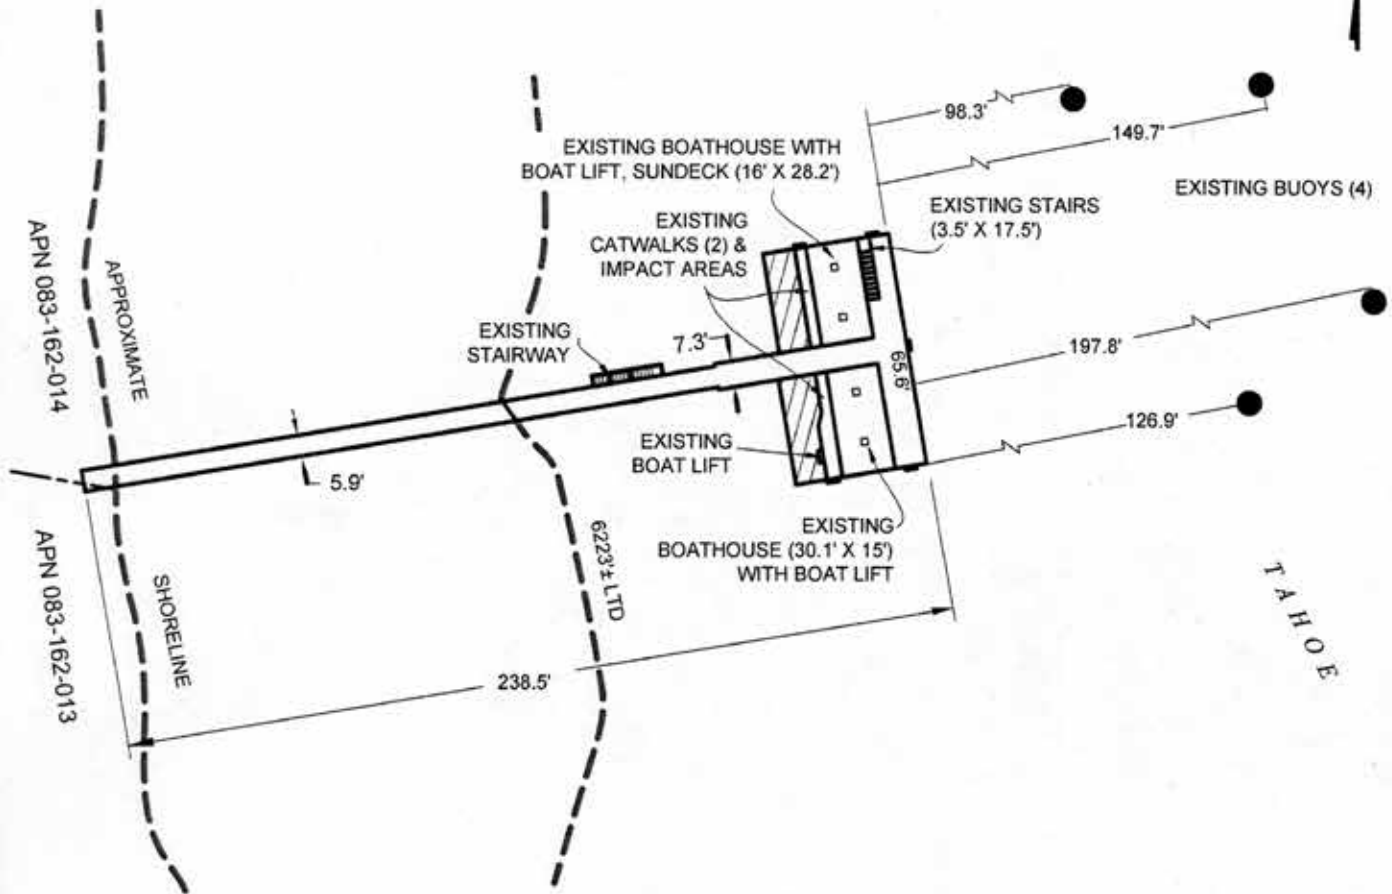 98.3'
149.7'
EXISTING BOATHOUSE WITH
BOAT LIFT, SUNDECK (16' X 28.2')
EXISTING BUOYS (4)
EXISTING STAIRS
(3.5' X 17.5')
EXISTING
CATWALKS (2) &
IMPACT AREAS
APN 083-162-014
APPROXIMATE
EXISTING
STAIRWAY
7.3'
65.6'
197.8'
126.9'
5.9'
EXISTING
BOAT LIFT
EXISTING
BOATHOUSE (30.1' X 15')
WITH BOAT LIFT
6223'± LTD
APN 083-162-013
SHORELINE
238.5'
TAHOE